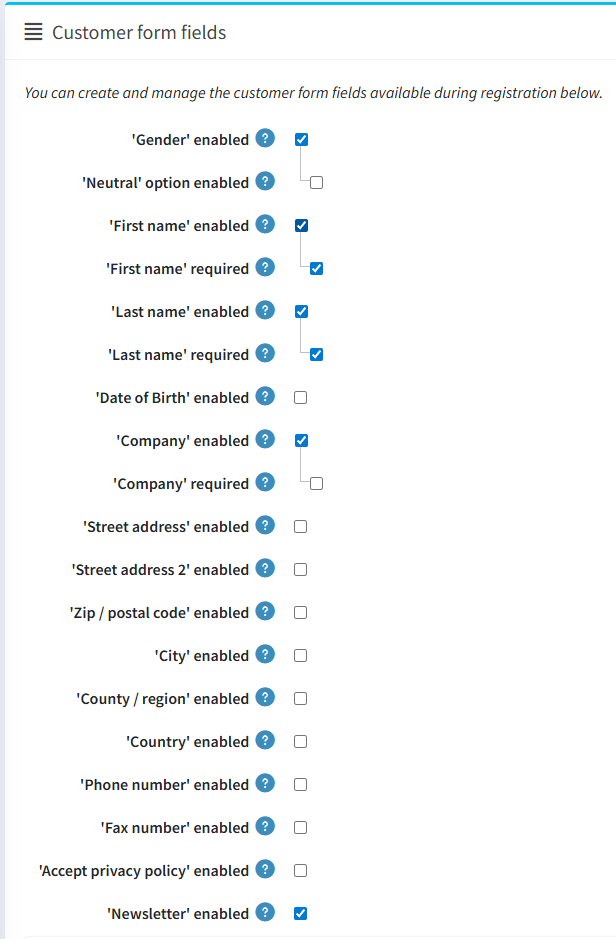 Customer form fields
You can create and manage the customer form fields available during registration below.
'Gender' enabled ?
'Neutral' option enabled ?
'First name' enabled ?
'First name' required ?
'Last name' enabled ?
'Last name' required ?
'Date of Birth' enabled ?
'Company' enabled ?
'Company' required ?
'Street address' enabled ?
'Street address 2' enabled ?
'Zip / postal code' enabled ?
'City' enabled ?
'County / region' enabled ?
'Country' enabled ?
'Phone number' enabled ?
'Fax number' enabled ?
'Accept privacy policy' enabled ?
'Newsletter' enabled ?